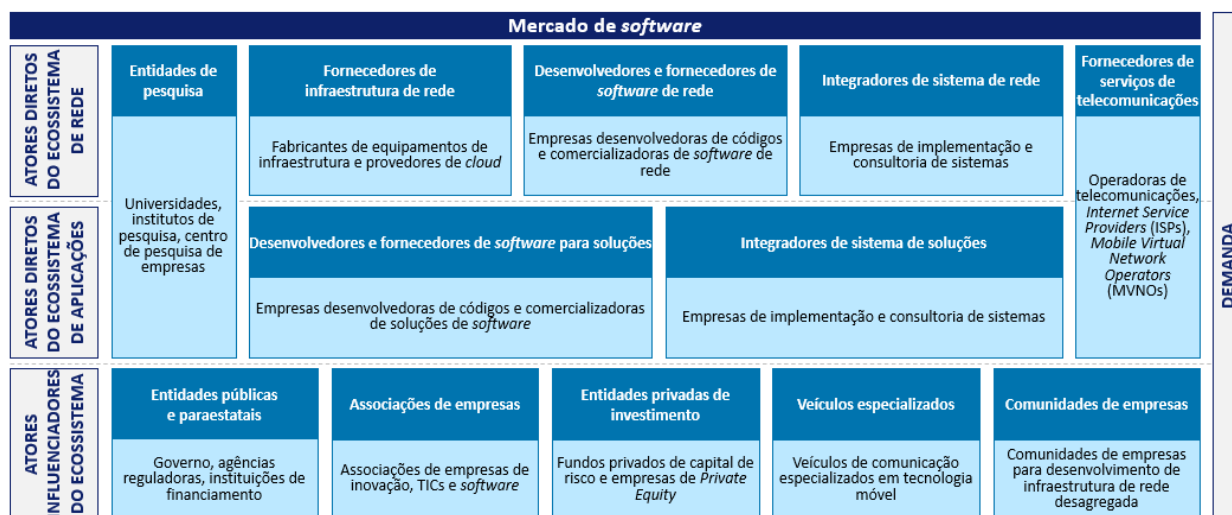 Mercado de software
ATORES DIRETOS
DO ECOSSISTEMA
DE REDE
Entidades de
pesquisa
Universidades,
institutos de
pesquisa, centro
de pesquisa de
empresas
Fornecedores de
infraestrutura de rede
Fabricantes de equipamentos de
infraestrutura e provedores de cloud
Desenvolvedores e fornecedores de
software de rede
Empresas desenvolvedoras de códigos
e comercializadoras de software de
rede
Integradores de sistema de rede
Empresas de implementação e
consultoria de sistemas
Fornecedores de
serviços de
telecomunicações
Operadoras de
telecomunicações,
Internet Service
Providers (ISPs),
Mobile Virtual
Network
Operators
(MVNOs)
ATORES DIRETOS
DO ECOSSISTEMA
DE APLICAÇÕES
Desenvolvedores e fornecedores de software para soluções
Empresas desenvolvedoras de códigos e comercializadoras
de soluções de software
Integradores de sistema de soluções
Empresas de implementação e consultoria de sistemas
ATORES
INFLUENCIADORES
DO ECOSSISTEMA
Entidades públicas
e paraestatais
Governo, agências
reguladoras, instituições de
financiamento
Associações de empresas
Associações de empresas de
inovação, TICs e software
Entidades privadas de
investimento
Fundos privados de capital de
risco e empresas de Private
Equity
Veículos especializados
Veículos de comunicação
especializados em tecnologia
móvel
Comunidades de empresas
Comunidades de empresas
para desenvolvimento de
infraestrutura de rede
desagregada
DEMANDA